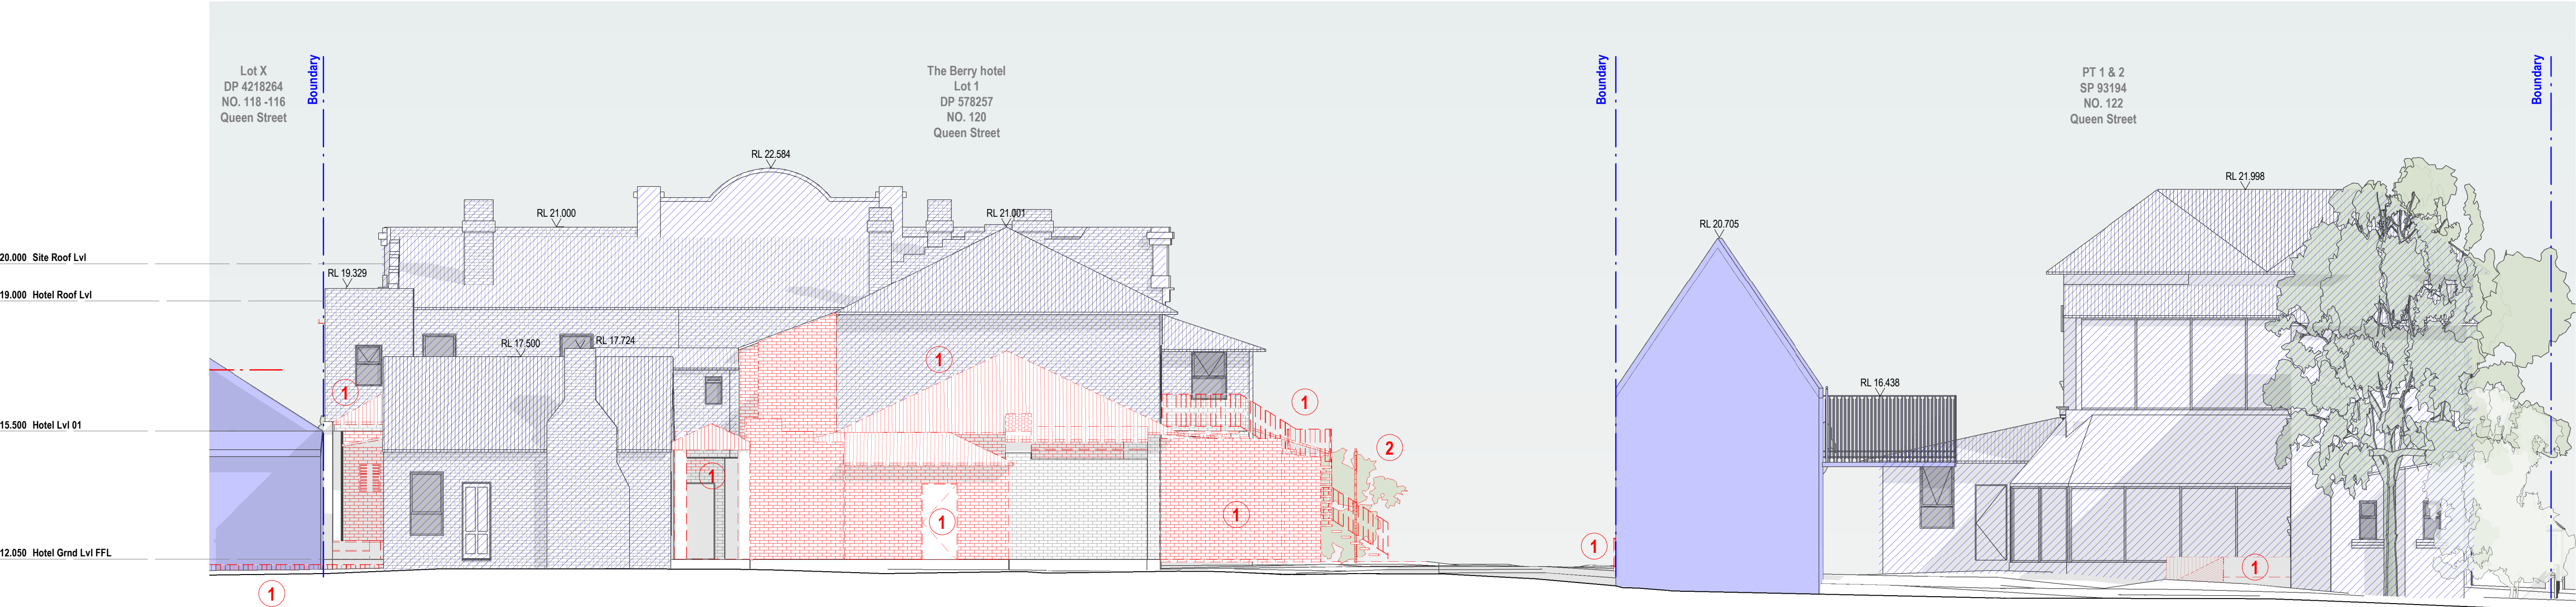 Lot X
DP 4218264
NO. 118 -116
Queen Street
Boundary
The Berry hotel
Lot 1
DP 578257
NO. 120
Queen Street
Boundary
PT 1 & 2
SP 93194
NO. 122
Queen Street
Boundary
RL 22.584
RL 21.000
RL 21.001
RL 21.998
RL 20.705
20.000 Site Roof Lvl
RL 19.329
19.000 Hotel Roof Lvl
RL 17.500
RL 17.724
1
1
RL 16.438
1
15.500 Hotel Lvl 01
2
1
1
1
12.050 Hotel Grnd Lvl FFL
1
1
1